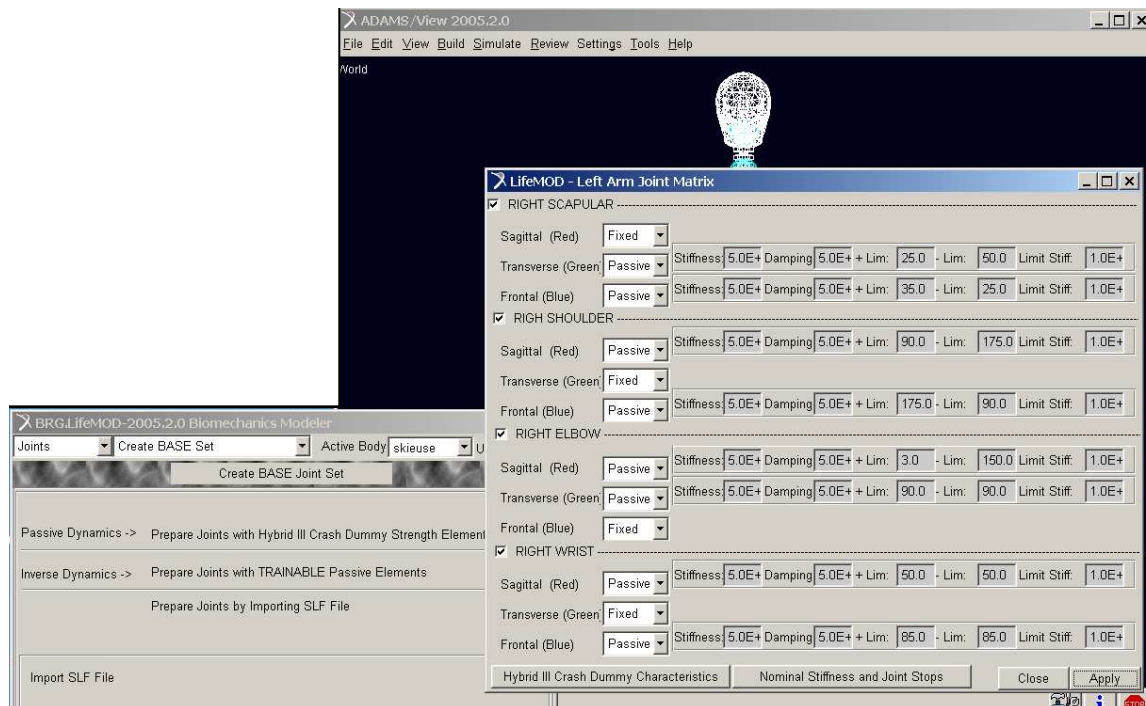 ADAMS/View 2005.2.0
File Edit View Build Simulate Review Settings Tools Help
World
LifeMOD - Left Arm Joint Matrix
RIGHT SCAPULAR
Sagittal (Red) Fixed
Transverse (Green) Passive Stiffness: 5.0E+ Damping 5.0E+ + Lim: 25.0 - Lim: 50.0 Limit Stiff: 1.0E+
Frontal (Blue) Passive Stiffness: 5.0E+ Damping 5.0E+ + Lim: 35.0 - Lim: 25.0 Limit Stiff: 1.0E+
RIGH SHOULDER
Sagittal (Red) Passive Stiffness: 5.0E+ Damping 5.0E+ + Lim: 90.0 - Lim: 175.0 Limit Stiff: 1.0E+
Transverse (Green) Fixed
Frontal (Blue) Passive Stiffness: 5.0E+ Damping 5.0E+ + Lim: 175.0 - Lim: 90.0 Limit Stiff: 1.0E+
RIGHT ELBOW
Sagittal (Red) Passive Stiffness: 5.0E+ Damping 5.0E+ + Lim: 3.0 - Lim: 150.0 Limit Stiff: 1.0E+
Transverse (Green) Passive Stiffness: 5.0E+ Damping 5.0E+ + Lim: 90.0 - Lim: 90.0 Limit Stiff: 1.0E+
Frontal (Blue) Fixed
RIGHT WRIST
Sagittal (Red) Passive Stiffness: 5.0E+ Damping 5.0E+ + Lim: 50.0 - Lim: 50.0 Limit Stiff: 1.0E+
Transverse (Green) Fixed
Frontal (Blue) Passive Stiffness: 5.0E+ Damping 5.0E+ + Lim: 85.0 - Lim: 85.0 Limit Stiff: 1.0E+
Hybrid III Crash Dummy Characteristics Nominal Stiffness and Joint Stops Close Apply
BRG.LifeMOD-2005.2.0 Biomechanics Modeler
Joints Create BASE Set Active Body skieuse U
Create BASE Joint Set
Passive Dynamics -> Prepare Joints with Hybrid III Crash Dummy Strength Element
Inverse Dynamics -> Prepare Joints with TRAINABLE Passive Elements
Prepare Joints by Importing SLF File
Import SLF File
STOP